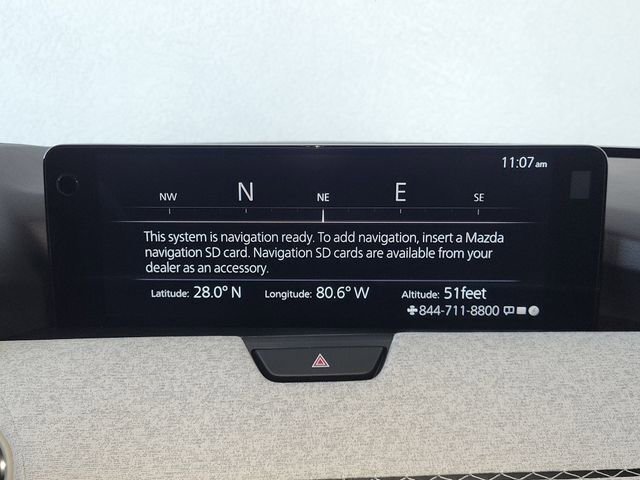 11:07 am
NW N NE E SE
This system is navigation ready. To add navigation, insert a Mazda
navigation SD card. Navigation SD cards are available from your
dealer as an accessory.
Latitude: 28.0° N Longitude: 80.6° W Altitude: 51feet
844-711-8800